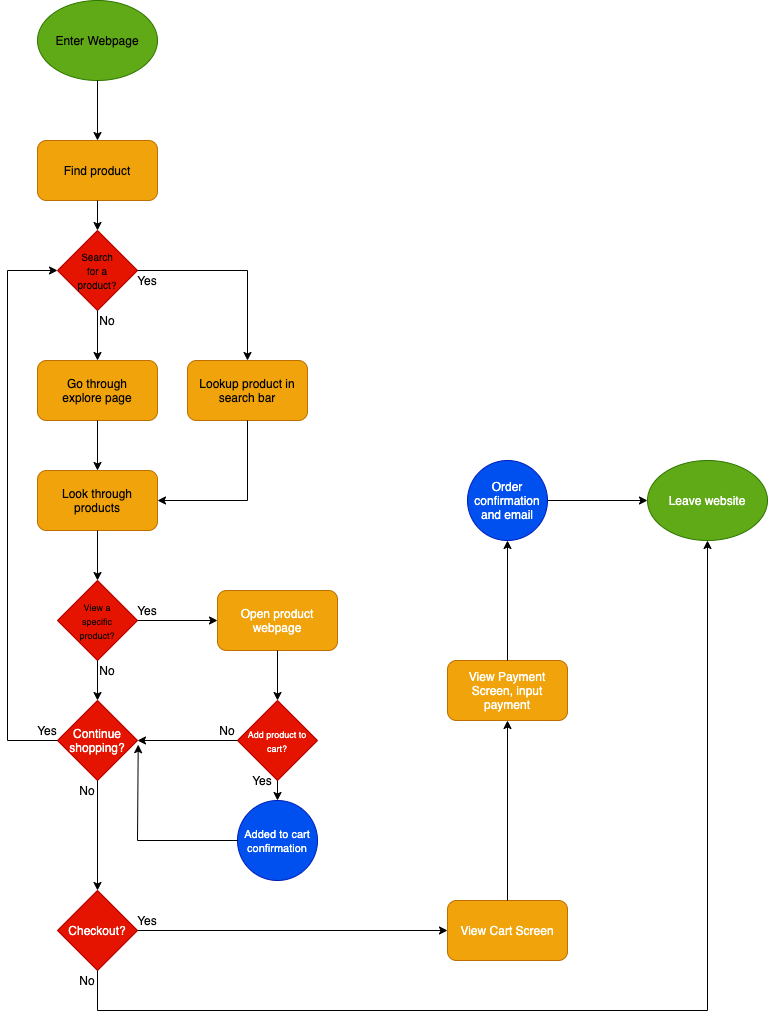 Enter Webpage
Find product
Search
for a
product?
Yes
No
Go through
explore page
Lookup product in
search bar
Look through
products
Order
confirmation
and email
Leave website
View a
specific
product?
Yes
No
Open product
webpage
View Payment
Screen, input
payment
Yes
Continue
shopping?
No
Add product to
cart?
No
Yes
Added to cart
confirmation
Checkout?
Yes
No
View Cart Screen